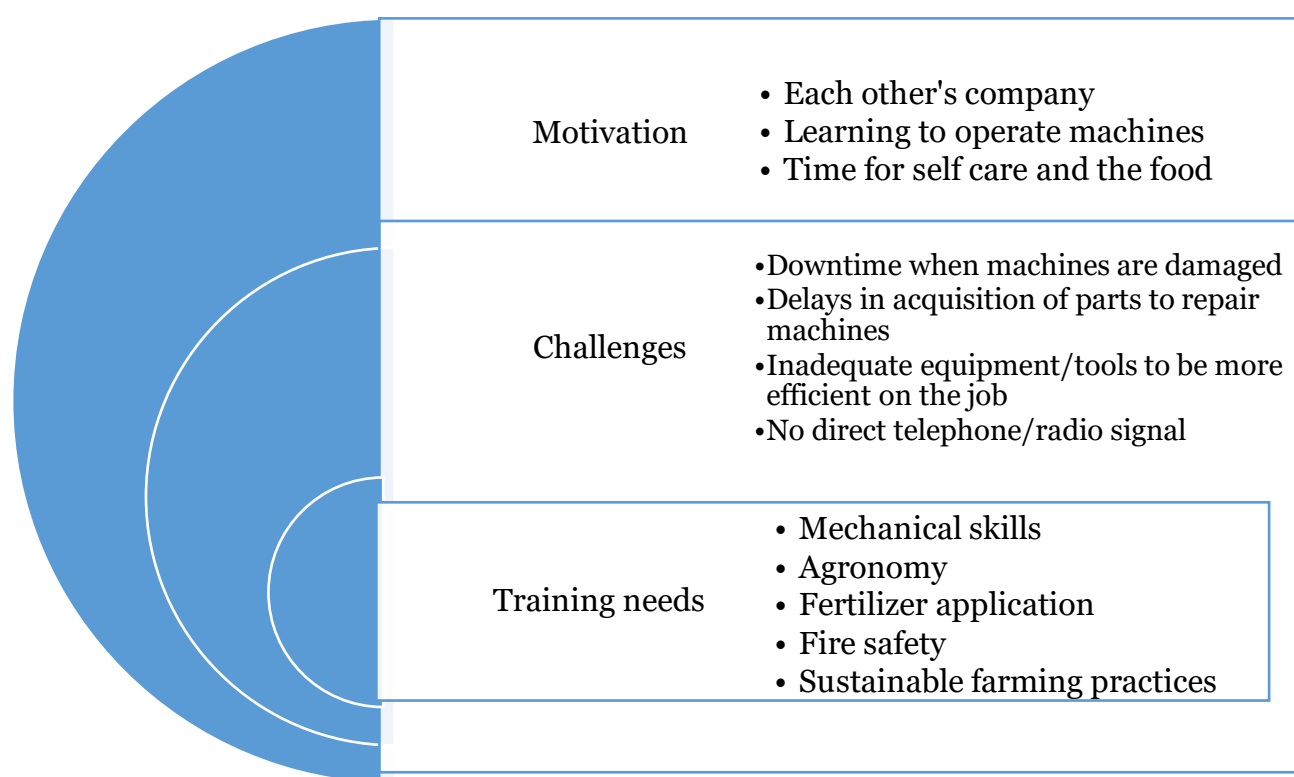 Motivation
• Each other's company
• Learning to operate machines
• Time for self care and the food
Challenges
•Downtime when machines are damaged
•Delays in acquisition of parts to repair
machines
•Inadequate equipment/tools to be more
efficient on the job
•No direct telephone/radio signal
Training needs
• Mechanical skills
• Agronomy
• Fertilizer application
• Fire safety
• Sustainable farming practices